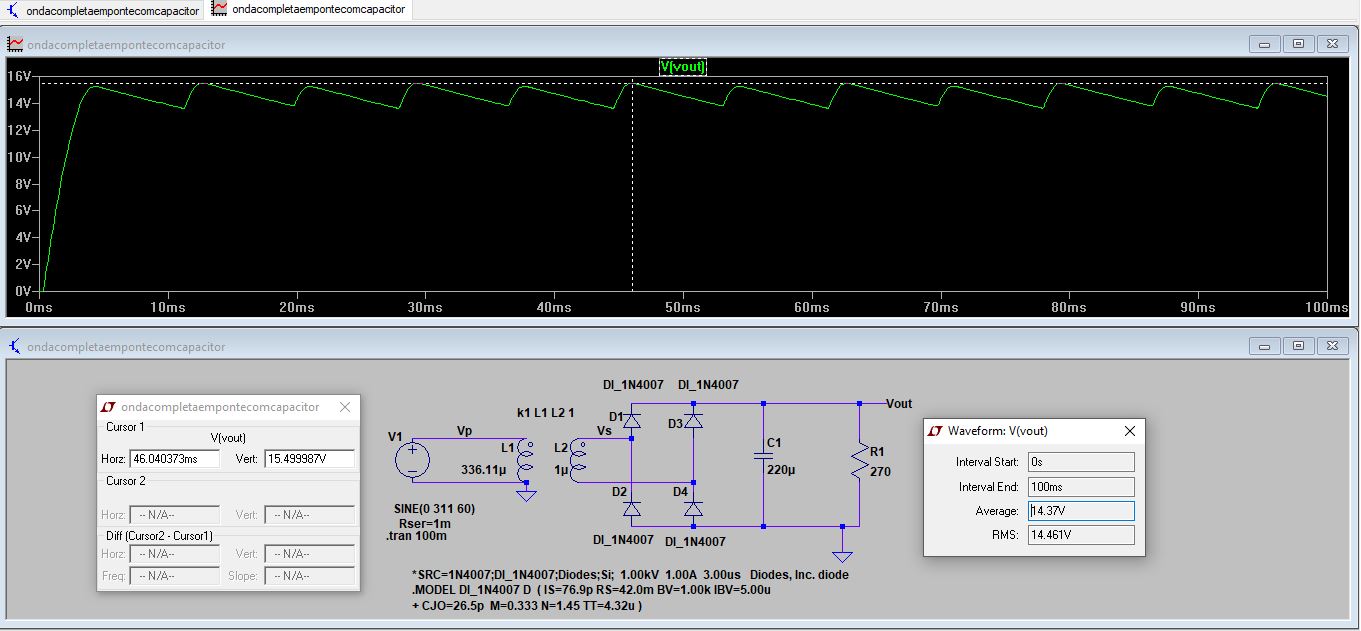 ondacompletaempontecomcapacitor ondacompletaempontecomcapacitor
ondacompletaempontecomcapacitor
V(vout)
16V
14V
12V
10V
8V
6V
4V
2V
0V
0ms 10ms 20ms 30ms 40ms 50ms 60ms 70ms 80ms 90ms 100ms
ondacompletaempontecomcapacitor
ondacompletaempontecomcapacitor
Cursor 1
V(vout)
Horz: 46.040373ms Vert: 15.499987V
Cursor 2
Horz: -- N/A-- Vert: -- N/A--
Diff (Cursor2 - Cursor1)
Horz: -- N/A-- Vert: -- N/A--
Freq: -- N/A-- Slope: -- N/A--
DI_1N4007 DI_1N4007
k1 L1 L2 1
V1 Vp Vs D1 D3 Vout
L1 L2 C1 R1
336.11µ 1µ 220µ 270
D2 D4
SINE(0 311 60)
Rser=1m
.tran 100m
DI_1N4007 DI_1N4007
*SRC=1N4007;DI_1N4007;Diodes;Si; 1.00kV 1.00A 3.00us Diodes, Inc. diode
.MODEL DI_1N4007 D ( IS=76.9p RS=42.0m BV=1.00k IBV=5.00u
+ CJO=26.5p M=0.333 N=1.45 TT=4.32u )
Waveform: V(vout)
Interval Start: 0s
Interval End: 100ms
Average: 14.37V
RMS: 14.461V